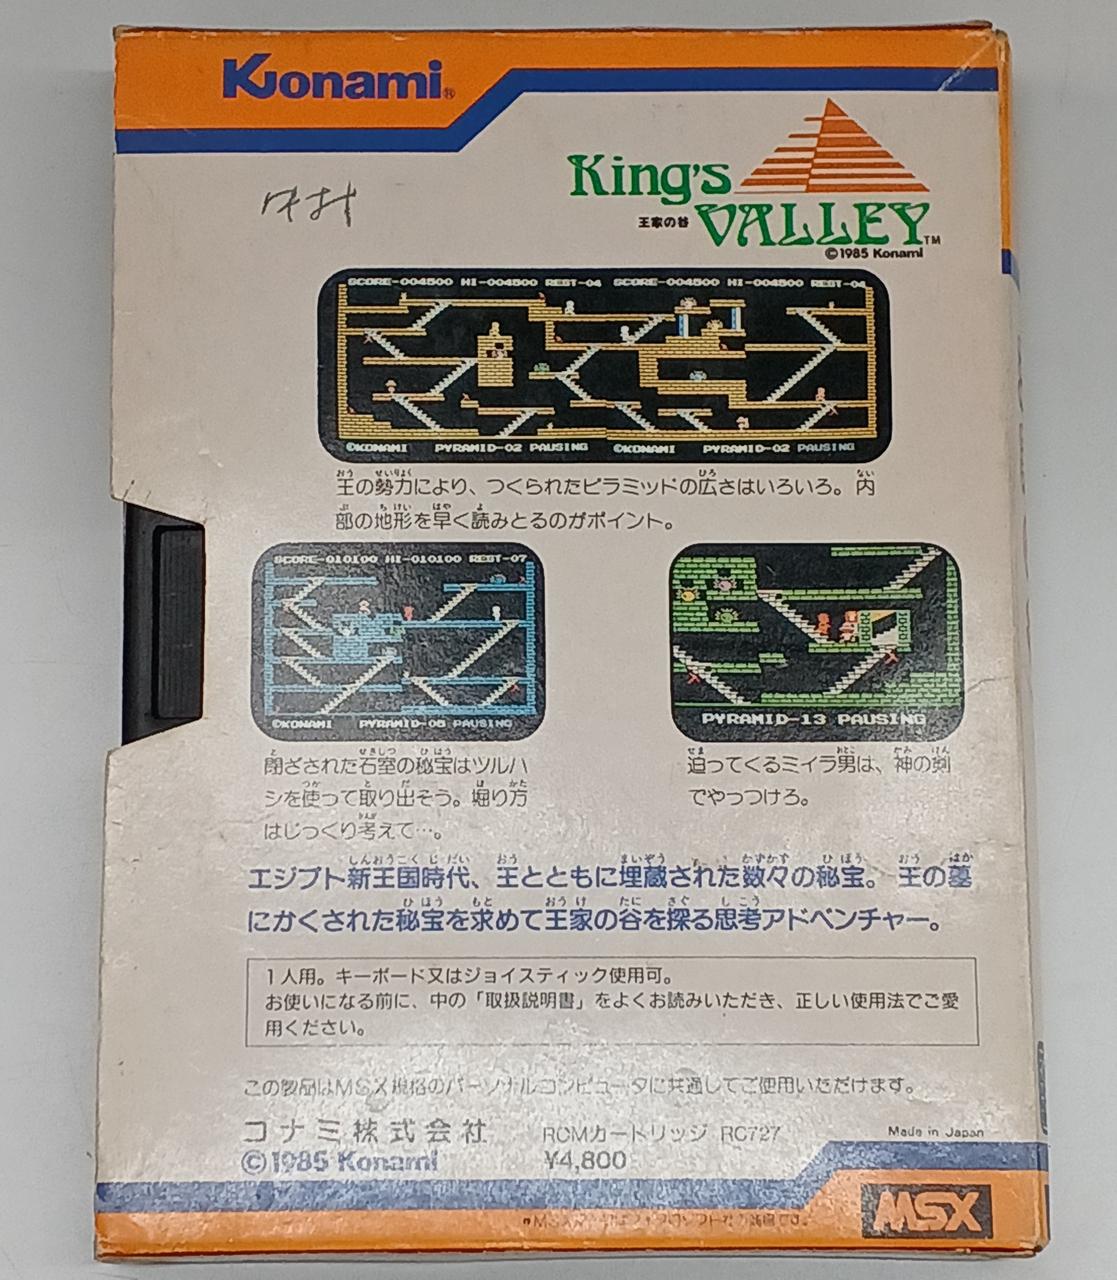 Konami®
King's
王家の谷 VALLEY™
©1985 Konami
SCORE-004500 HI-004500 REST-04 SCORE-004500 HI-004500 REST-04
©KONAMI PYRAMID-02 PAUSING ©KONAMI PYRAMID-02 PAUSING
王の勢力により、つくられたピラミッドの広さはいろいろ。内
部の地形を早く読みとるのがポイント。
SCORE-010100 HI-010100 REST-07
©KONAMI PYRAMID-05 PAUSING
閉ざされた石室の秘宝はツルハ
シを使って取り出そう。堀り方
はじっくり考えて…。
PYRAMID-13 PAUSING
迫ってくるミイラ男は、神の剣
でやっつけろ。
エジプト新王国時代、王とともに埋蔵された数々の秘宝。王の墓
にかくされた秘宝を求めて王家の谷を探る思考アドベンチャー。
1人用。キーボード又はジョイスティック使用可。
お使いになる前に、中の「取扱説明書」をよくお読みいただき、正しい使用法でご愛
用ください。
この製品はMSX規格のパーソナルコンピュータに共通してご使用いただけます。
コナミ株式会社 ROMカートリッジ RC727 Made in Japan
©1985 Konami ¥4,800
MSX